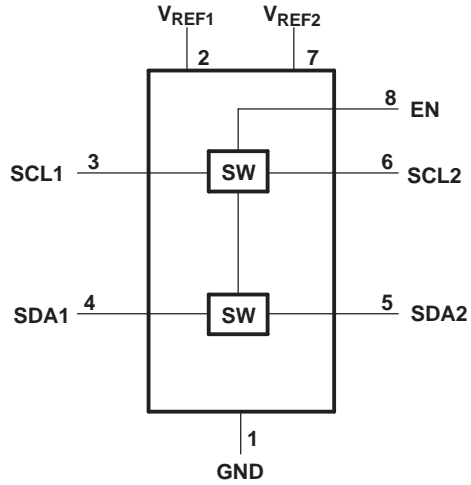 VREF1 VREF2
2 7
8 EN
SCL1 3 SW 6 SCL2
SDA1 4 SW 5 SDA2
1
GND